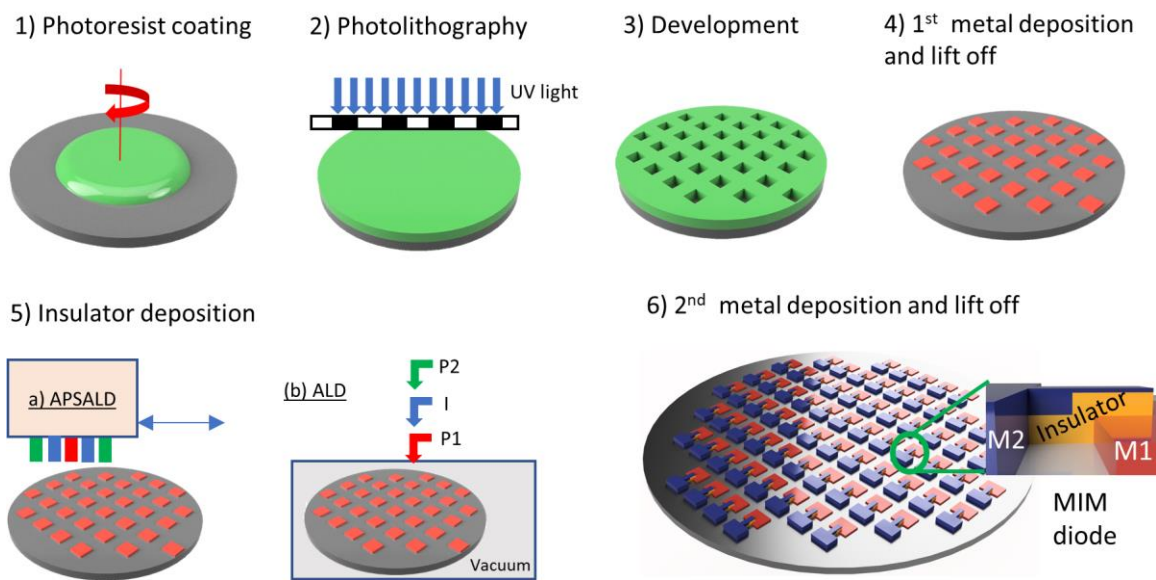 1) Photoresist coating
2) Photolithography
UV light
3) Development
4) 1st metal deposition
and lift off
5) Insulator deposition
a) APSALD
(b) ALD
P2
I
P1
Vacuum
6) 2nd metal deposition and lift off
Insulator
M2
M1
MIM
diode